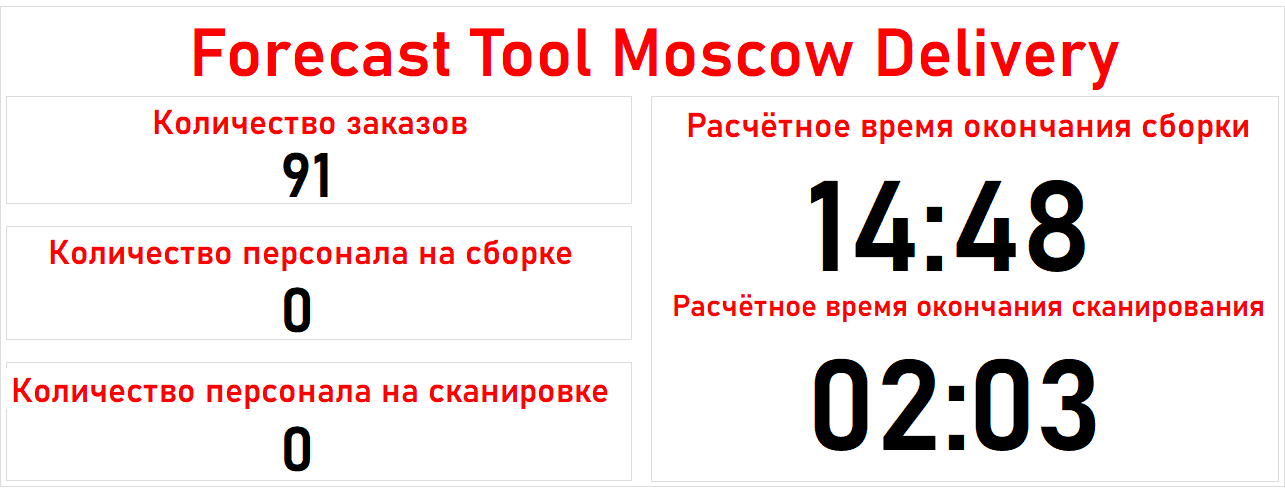 Forecast Tool Moscow Delivery
Количество заказов
91
Количество персонала на сборке
0
Количество персонала на сканировке
0
Расчётное время окончания сборки
14:48
Расчётное время окончания сканирования
02:03